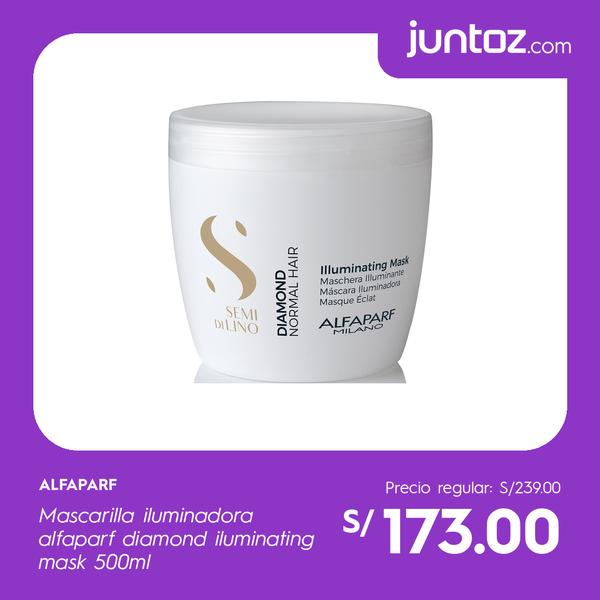 juntoz.com
S
SEMI
DI LINO
DIAMOND
NORMAL HAIR
Illuminating Mask
Maschera Illuminante
Máscara Iluminadora
Masque Éclat
ALFAPARF
MILANO
ALFAPARF
Mascarilla iluminadora
alfaparf diamond iluminating
mask 500ml
Precio regular: S/239.00
S/173.00